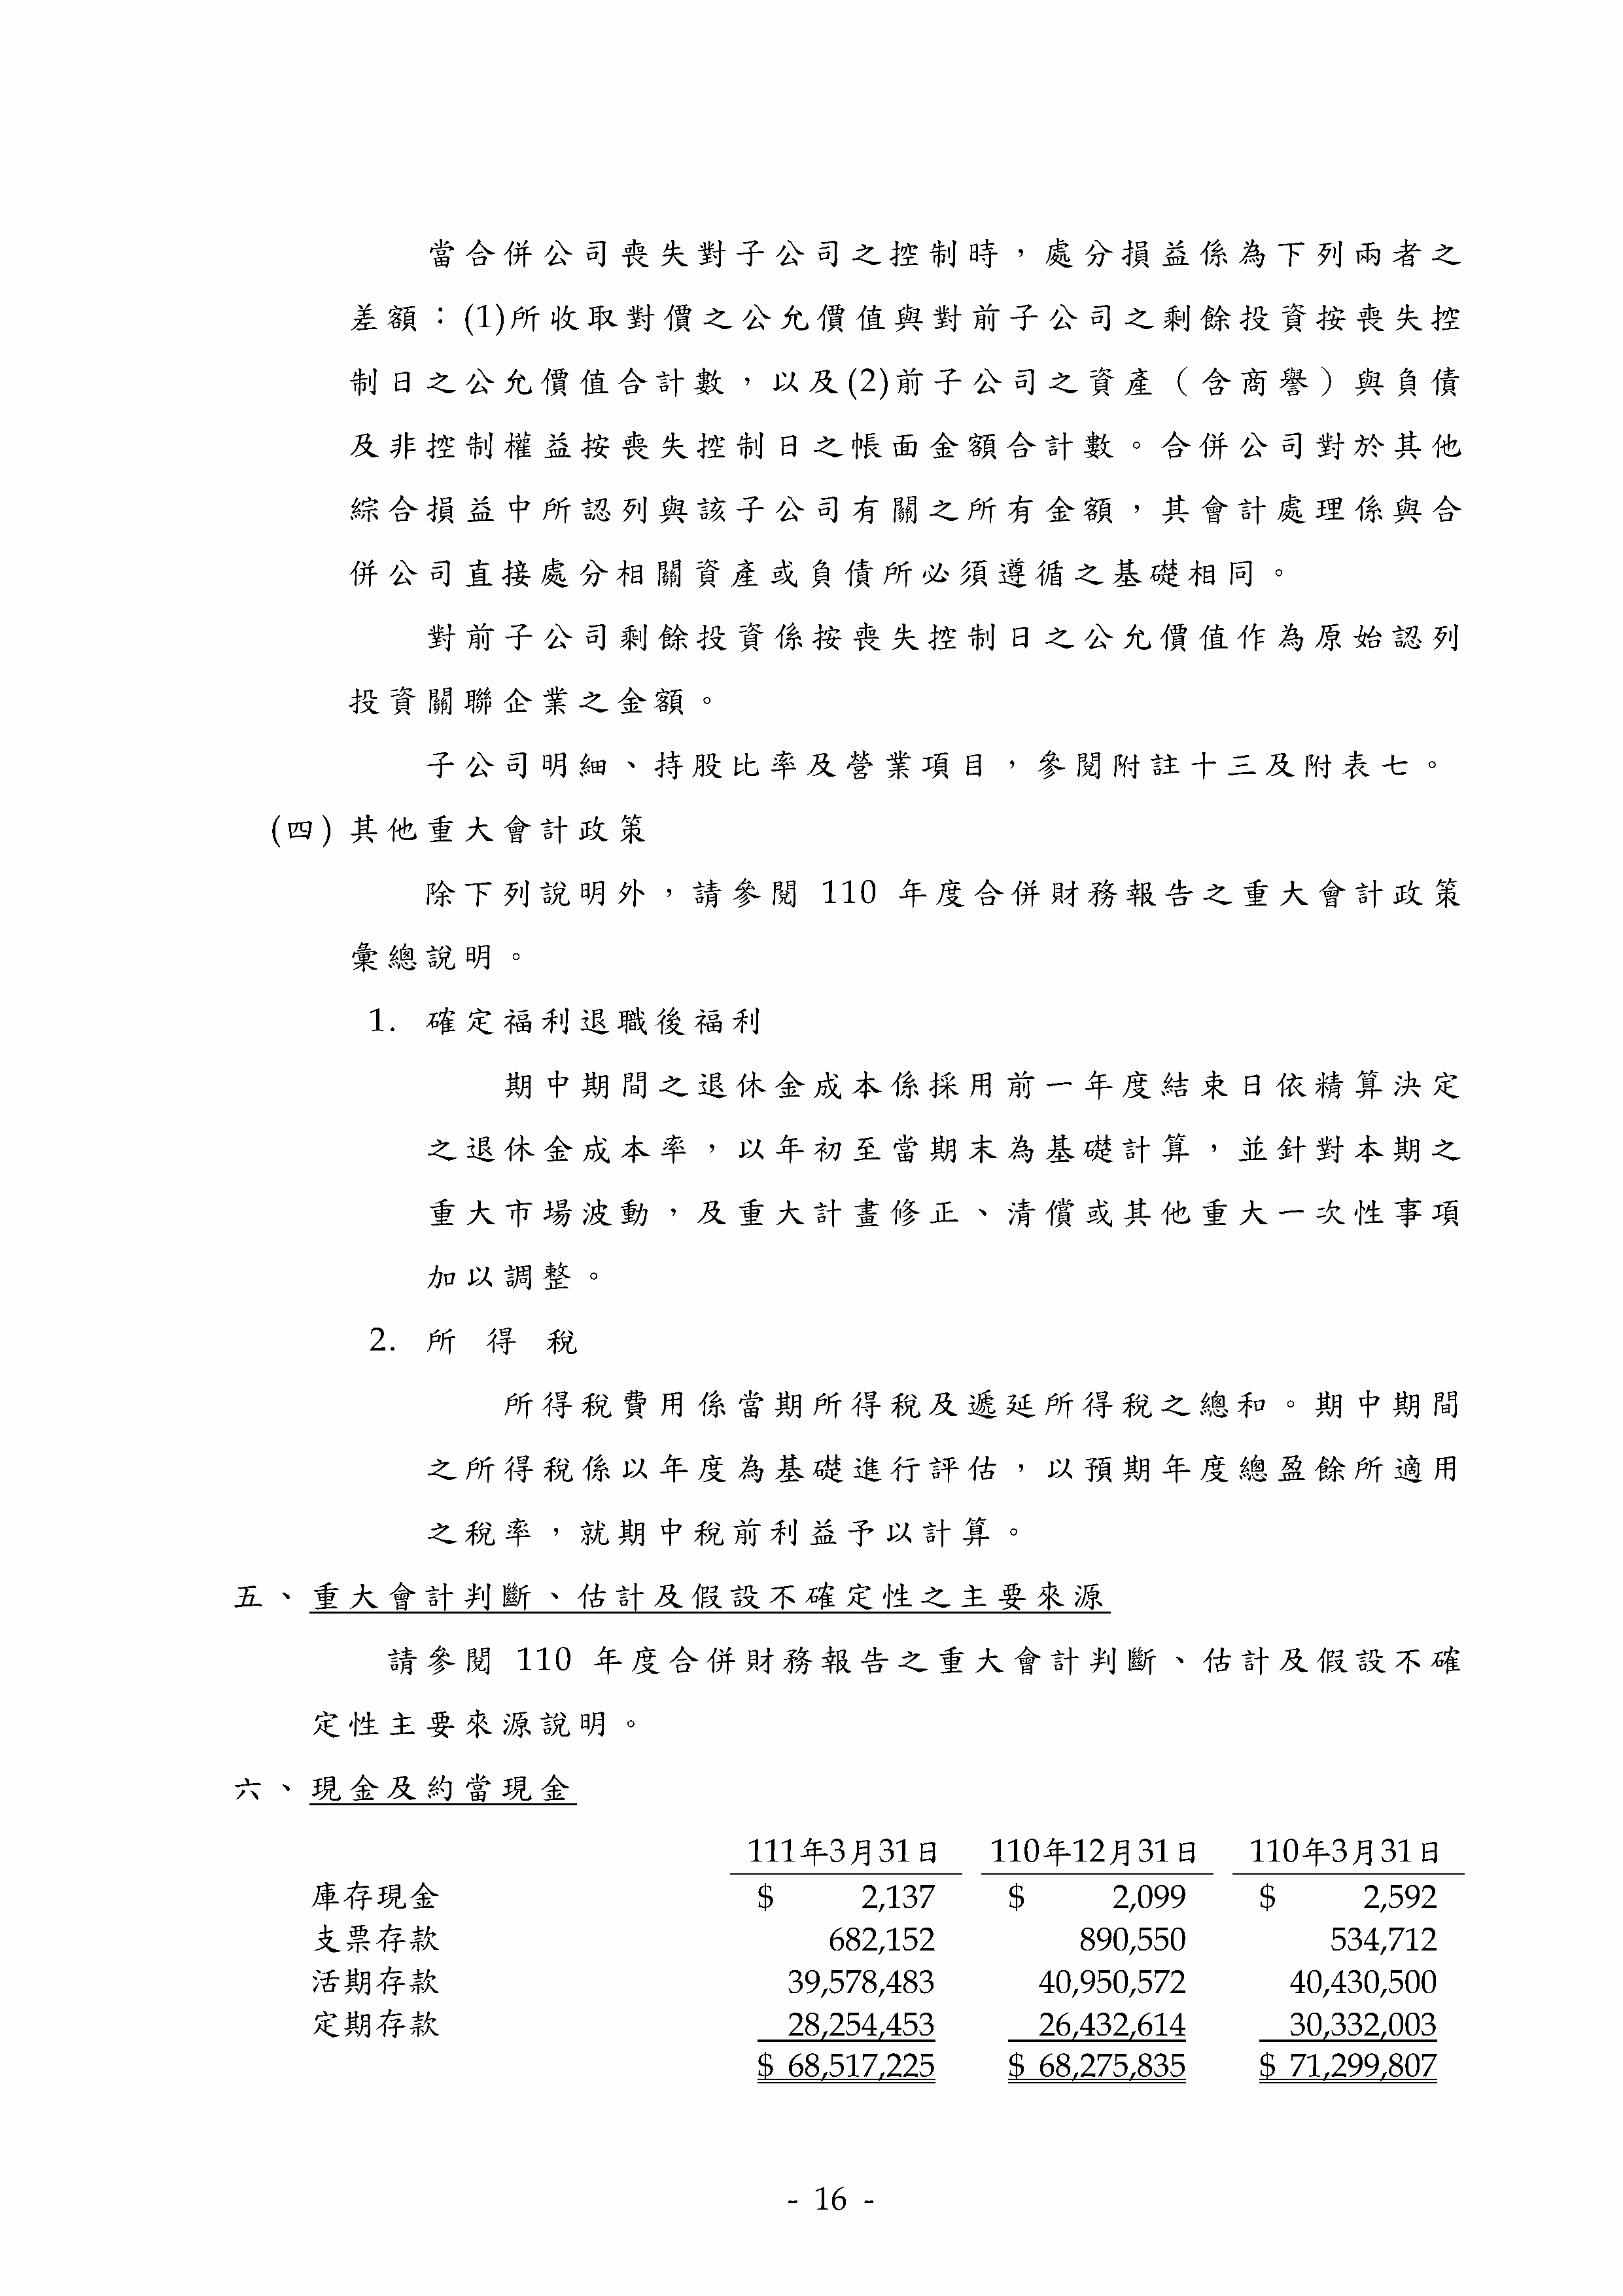 當合併公司喪失對子公司之控制時，處分損益係為下列兩者之
差額：(1)所收取對價之公允價值與對前子公司之剩餘投資按喪失控
制日之公允價值合計數，以及(2)前子公司之資產（含商譽）與負債
及非控制權益按喪失控制日之帳面金額合計數。合併公司對於其他
綜合損益中所認列與該子公司有關之所有金額，其會計處理係與合
併公司直接處分相關資產或負債所必須遵循之基礎相同。
對前子公司剩餘投資係按喪失控制日之公允價值作為原始認列
投資關聯企業之金額。
子公司明細、持股比率及營業項目，參閱附註十三及附表七。
(四) 其他重大會計政策
除下列說明外，請參閱 110 年度合併財務報告之重大會計政策
彙總說明。
1. 確定福利退職後福利
期中期間之退休金成本係採用前一年度結束日依精算決定
之退休金成本率，以年初至當期末為基礎計算，並針對本期之
重大市場波動，及重大計畫修正、清償或其他重大一次性事項
加以調整。
2. 所 得 稅
所得稅費用係當期所得稅及遞延所得稅之總和。期中期間
之所得稅係以年度為基礎進行評估，以預期年度總盈餘所適用
之稅率，就期中稅前利益予以計算。
五、重大會計判斷、估計及假設不確定性之主要來源
請參閱 110 年度合併財務報告之重大會計判斷、估計及假設不確
定性主要來源說明。
六、現金及約當現金
111年3月31日 110年12月31日 110年3月31日
庫存現金 $ 2,137 $ 2,099 $ 2,592
支票存款 682,152 890,550 534,712
活期存款 39,578,483 40,950,572 40,430,500
定期存款 28,254,453 26,432,614 30,332,003
$ 68,517,225 $ 68,275,835 $ 71,299,807
- 16 -